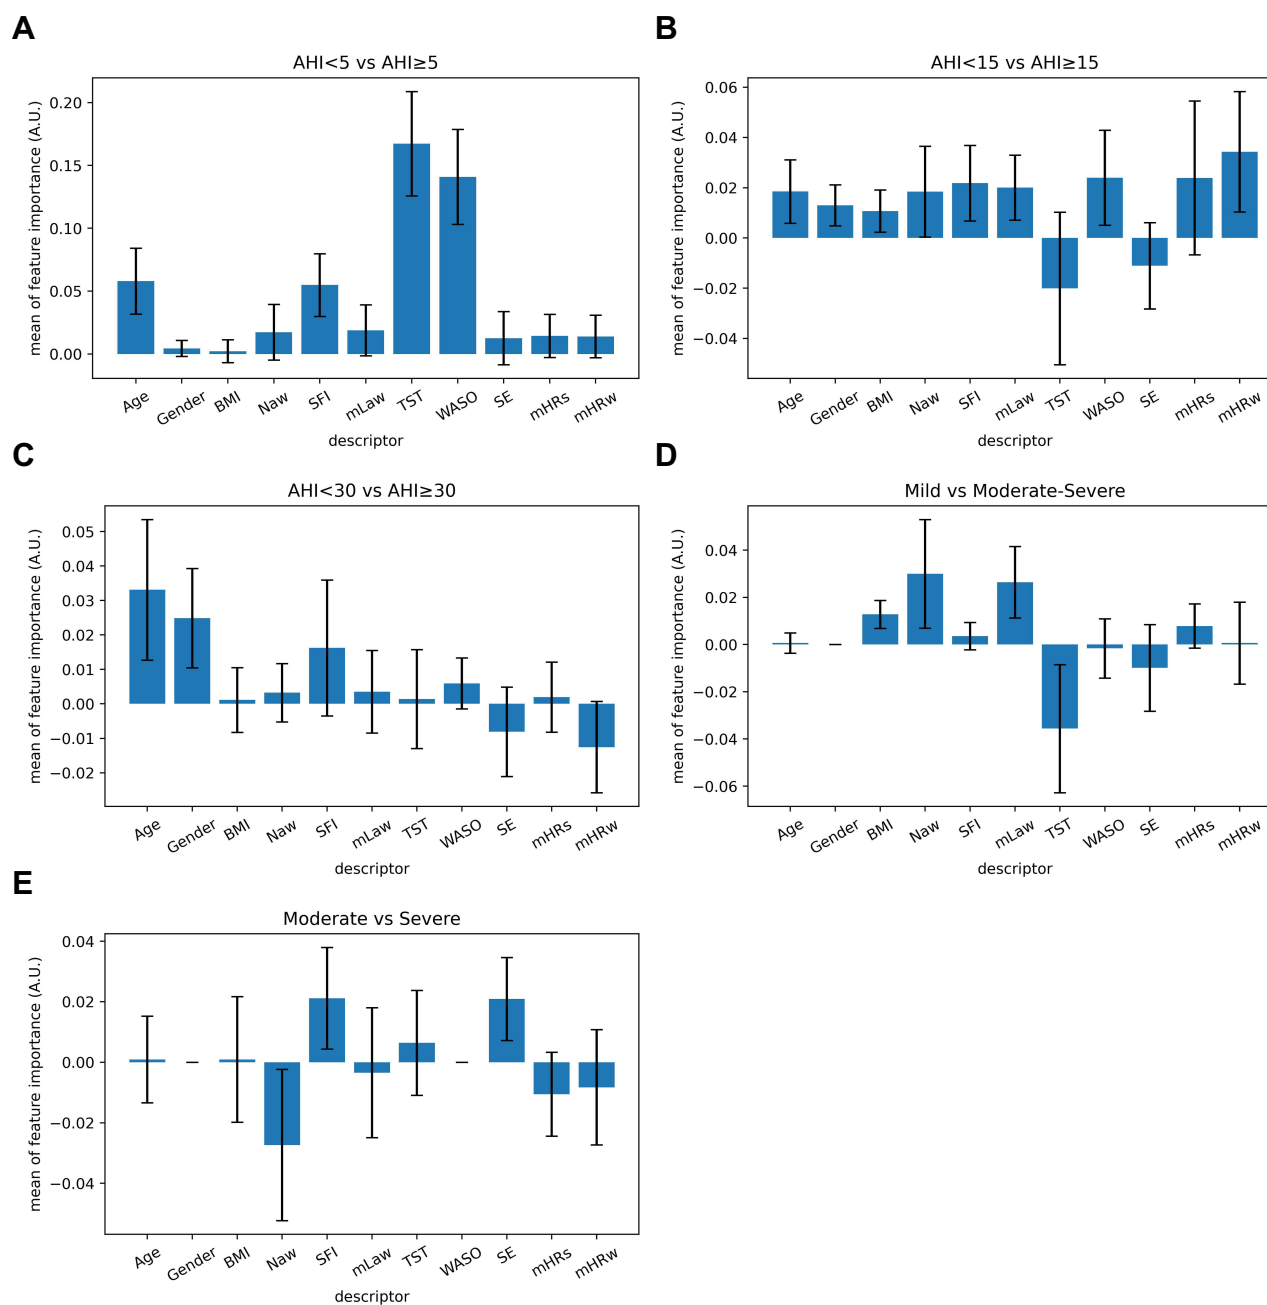 A
AHI<5 vs AHI≥5
mean of feature importance (A.U.)
0.20
0.15
0.10
0.05
0.00
Age Gender BMI Naw SFI mLaw TST WASO SE mHRs mHRw
descriptor
B
AHI<15 vs AHI≥15
mean of feature importance (A.U.)
0.06
0.04
0.02
0.00
−0.02
−0.04
Age Gender BMI Naw SFI mLaw TST WASO SE mHRs mHRw
descriptor
C
AHI<30 vs AHI≥30
mean of feature importance (A.U.)
0.05
0.04
0.03
0.02
0.01
0.00
−0.01
−0.02
Age Gender BMI Naw SFI mLaw TST WASO SE mHRs mHRw
descriptor
D
Mild vs Moderate-Severe
mean of feature importance (A.U.)
0.04
0.02
0.00
−0.02
−0.04
−0.06
Age Gender BMI Naw SFI mLaw TST WASO SE mHRs mHRw
descriptor
E
Moderate vs Severe
mean of feature importance (A.U.)
0.04
0.02
0.00
−0.02
−0.04
Age Gender BMI Naw SFI mLaw TST WASO SE mHRs mHRw
descriptor